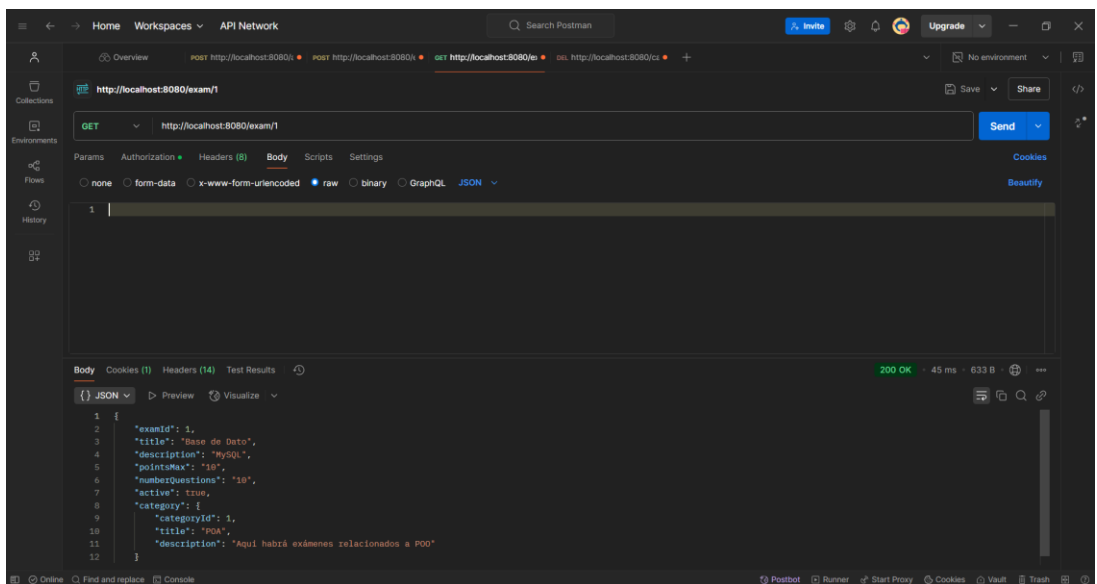 Home Workspaces API Network Search Postman Invite Upgrade
Overview POST http://localhost:8080/ POST http://localhost:8080/ GET http://localhost:8080/e DEL http://localhost:8080/ca No environment
HTTP http://localhost:8080/exam/1 Save Share
Collections
GET http://localhost:8080/exam/1 Send
Environments
Params Authorization Headers (8) Body Scripts Settings Cookies
Flows
none form-data x-www-form-urlencoded raw binary GraphQL JSON Beautify
History
1
Body Cookies (1) Headers (14) Test Results 200 OK 45 ms 633 B
{} JSON Preview Visualize
1 {
2 "examId": 1,
3 "title": "Base de Dato",
4 "description": "MySQL",
5 "pointsMax": "10",
6 "numberQuestions": "10",
7 "active": true,
8 "category": {
9 "categoryId": 1,
10 "title": "POA",
11 "description": "Aquí habrá exámenes relacionados a POO"
12 }
Online Find and replace Console Postbot Runner Start Proxy Cookies Vault Trash